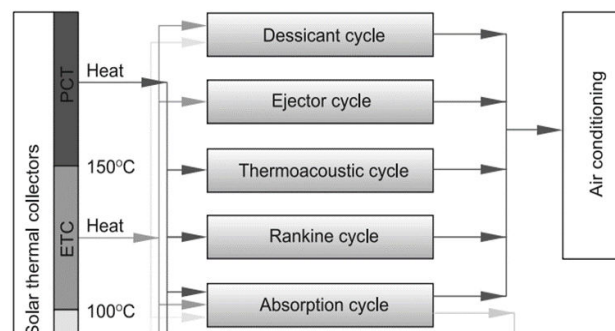 Solar thermal collectors
PCT
ETC
Heat
150°C
Heat
100°C
Dessicant cycle
Ejector cycle
Thermoacoustic cycle
Rankine cycle
Absorption cycle
Air conditioning